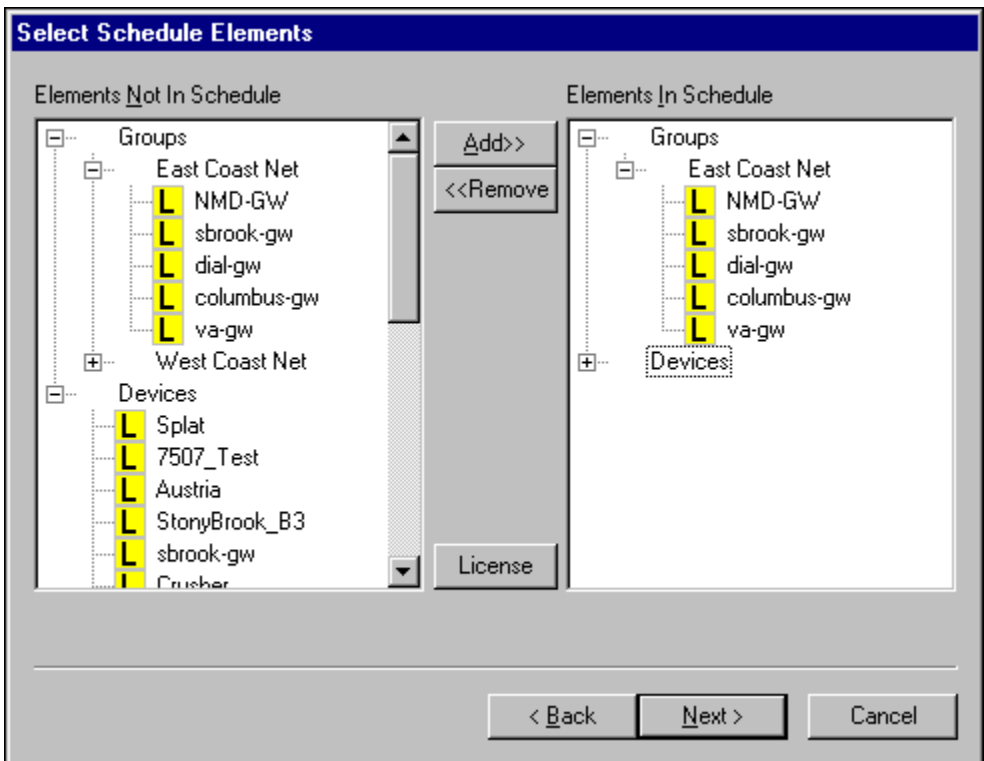 Select Schedule Elements
Elements Not In Schedule
Groups
East Coast Net
L NMD-GW
L sbrook-gw
L dial-gw
L columbus-gw
L va-gw
West Coast Net
Devices
L Splat
L 7507_Test
L Austria
L StonyBrook_B3
L sbrook-gw
L Crusher
Add>>
<<Remove
License
Elements In Schedule
Groups
East Coast Net
L NMD-GW
L sbrook-gw
L dial-gw
L columbus-gw
L va-gw
Devices
< Back
Next >
Cancel